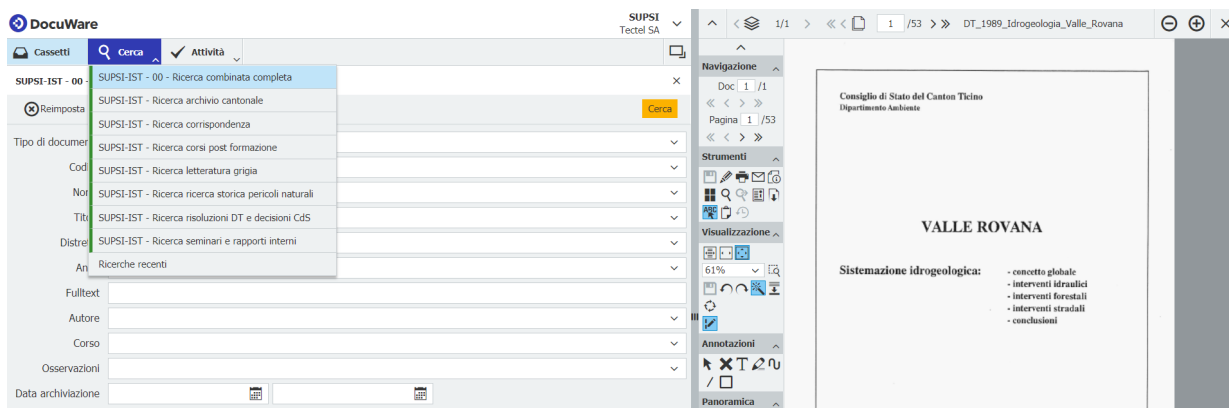 DocuWare
SUPSI
Tectel SA
Cassetti
Cerca
Attività
SUPSI-IST - 00 -
SUPSI-IST - 00 - Ricerca combinata completa
SUPSI-IST - Ricerca archivio cantonale
SUPSI-IST - Ricerca corrispondenza
SUPSI-IST - Ricerca corsi post formazione
SUPSI-IST - Ricerca letteratura grigia
SUPSI-IST - Ricerca ricerca storica pericoli naturali
SUPSI-IST - Ricerca risoluzioni DT e decisioni CdS
SUPSI-IST - Ricerca seminari e rapporti interni
Ricerche recenti
Reimposta
Cerca
Tipo di documen
Codi
Nor
Tito
Distret
An
Fulltext
Autore
Corso
Osservazioni
Data archiviazione
1/1
1 /53
DT_1989_Idrogeologia_Valle_Rovana
Navigazione
Doc 1 /1
Pagina 1 /53
Strumenti
ABC
Visualizzazione
61%
Annotazioni
T
Panoramica
Consiglio di Stato del Canton Ticino
Dipartimento Ambiente
VALLE ROVANA
Sistemazione idrogeologica: - concetto globale
- interventi idraulici
- interventi forestali
- interventi stradali
- conclusioni